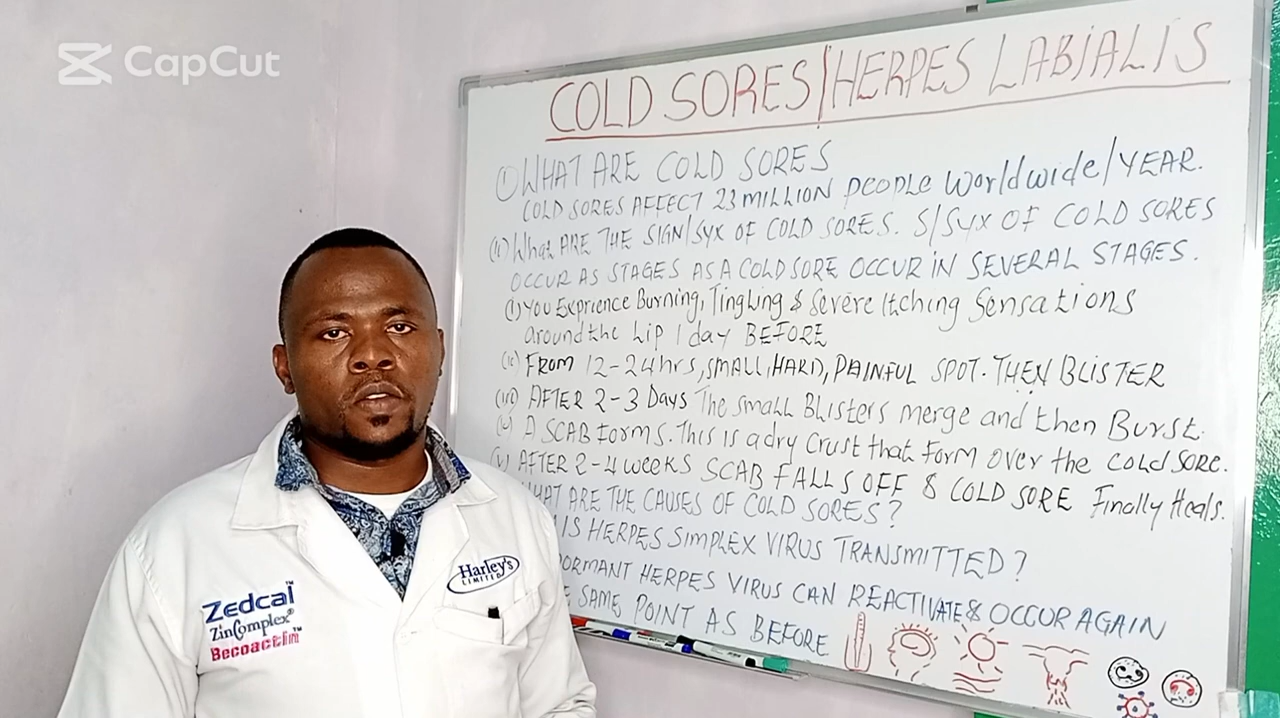 CapCut
COLD SORES/HERPES LABIALIS
(i) WHAT ARE COLD SORES
COLD SORES AFFECT 23 MILLION PEOPLE WorldWide/YEAR.
(ii) What ARE THE SIGN/SYX OF COLD SORES. S/SYX OF COLD SORES
OCCUR AS STAGES AS A COLD SORE OCCUR IN SEVERAL STAGES.
(i) YOU Exprience Burning, Tingling & Severe Itching Sensations
around the Lip 1 day BEFORE
(ii) FROM 12-24hrs, SMALL, HARD, PAINFUL SPOT. THEN BLISTER
(iii) AFTER 2-3 Days The small Blisters merge and then Burst.
A SCAB Forms. This is a dry Crust that Form over the cold sore.
(v) AFTER 2-4 weeks SCAB FALLS OFF & COLD SORE Finally Heals.
WHAT ARE THE CAUSES OF COLD SORES?
IS HERPES SIMPLEX VIRUS TRANSMITTED?
DORMANT HERPES VIRUS CAN REACTIVATE & OCCUR AGAIN
SAME POINT AS BEFORE
Harley's
LIMITED
Zedcal™
ZinComplex®
Becoactin™